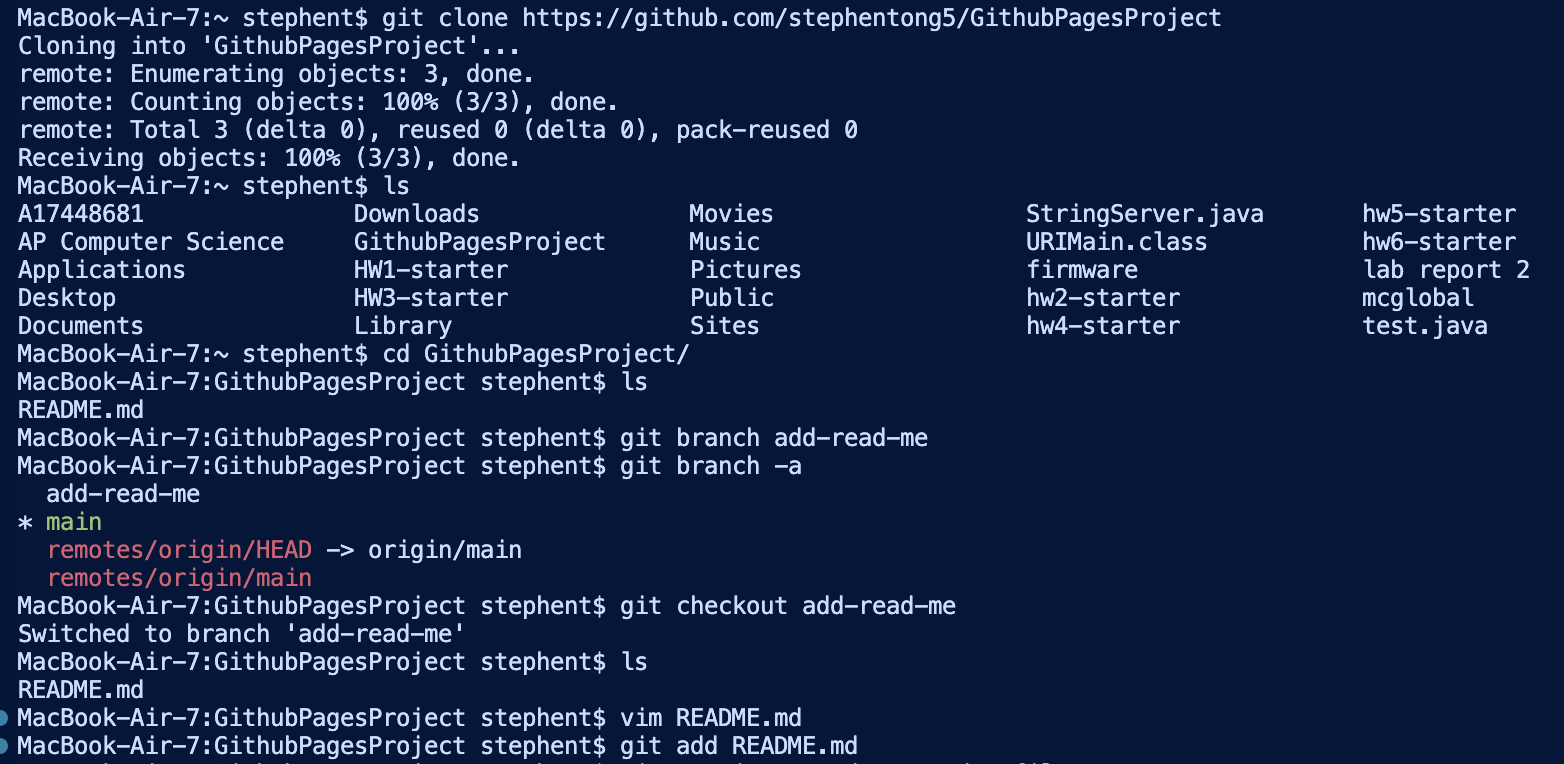 MacBook-Air-7:~ stephent$ git clone https://github.com/stephentong5/GithubPagesProject
Cloning into 'GithubPagesProject'...
remote: Enumerating objects: 3, done.
remote: Counting objects: 100% (3/3), done.
remote: Total 3 (delta 0), reused 0 (delta 0), pack-reused 0
Receiving objects: 100% (3/3), done.
MacBook-Air-7:~ stephent$ ls
A17448681 Downloads Movies StringServer.java hw5-starter
AP Computer Science GithubPagesProject Music URIMain.class hw6-starter
Applications HW1-starter Pictures firmware lab report 2
Desktop HW3-starter Public hw2-starter mcglobal
Documents Library Sites hw4-starter test.java
MacBook-Air-7:~ stephent$ cd GithubPagesProject/
MacBook-Air-7:GithubPagesProject stephent$ ls
README.md
MacBook-Air-7:GithubPagesProject stephent$ git branch add-read-me
MacBook-Air-7:GithubPagesProject stephent$ git branch -a
  add-read-me
* main
  remotes/origin/HEAD -> origin/main
  remotes/origin/main
MacBook-Air-7:GithubPagesProject stephent$ git checkout add-read-me
Switched to branch 'add-read-me'
MacBook-Air-7:GithubPagesProject stephent$ ls
README.md
MacBook-Air-7:GithubPagesProject stephent$ vim README.md
MacBook-Air-7:GithubPagesProject stephent$ git add README.md